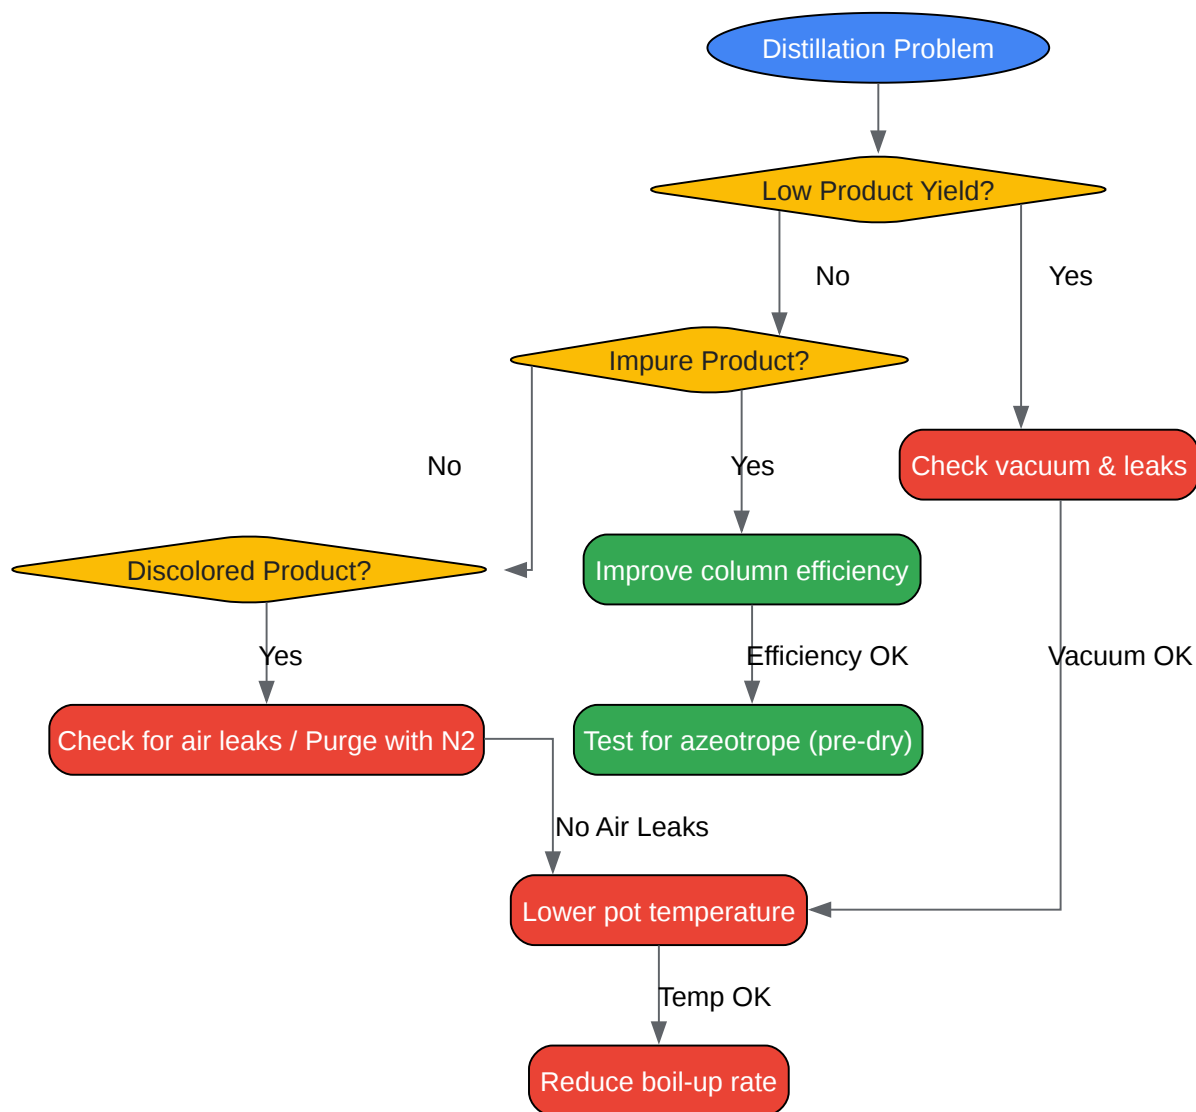 Distillation Problem
Low Product Yield?
No
Yes
Impure Product?
No
Yes
Check vacuum & leaks
Discolored Product?
Improve column efficiency
Yes
Efficiency OK
Vacuum OK
Check for air leaks / Purge with N2
Test for azeotrope (pre-dry)
No Air Leaks
Lower pot temperature
Temp OK
Reduce boil-up rate